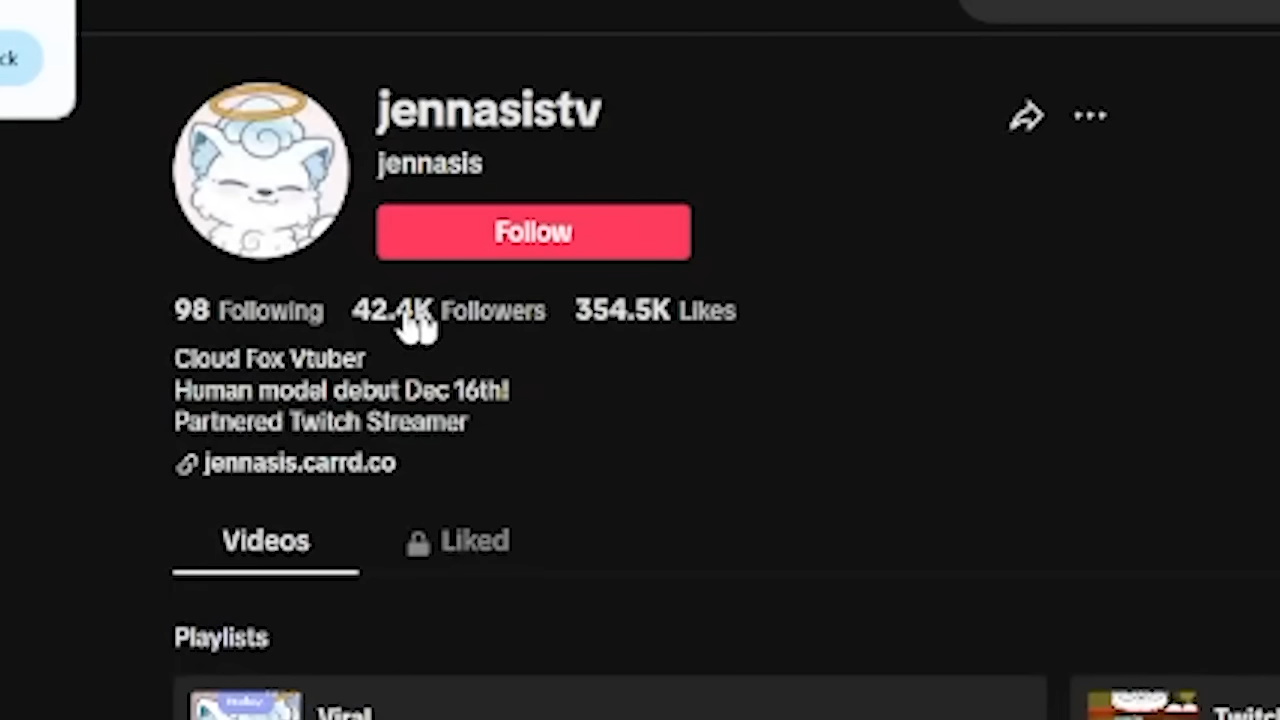 ck
jennasistv
jennasis
Follow
98 Following 42.4K Followers 354.5K Likes
Cloud Fox Vtuber
Human model debut Dec 16th!
Partnered Twitch Streamer
jennasis.carrd.co
Videos Liked
Playlists
Viral